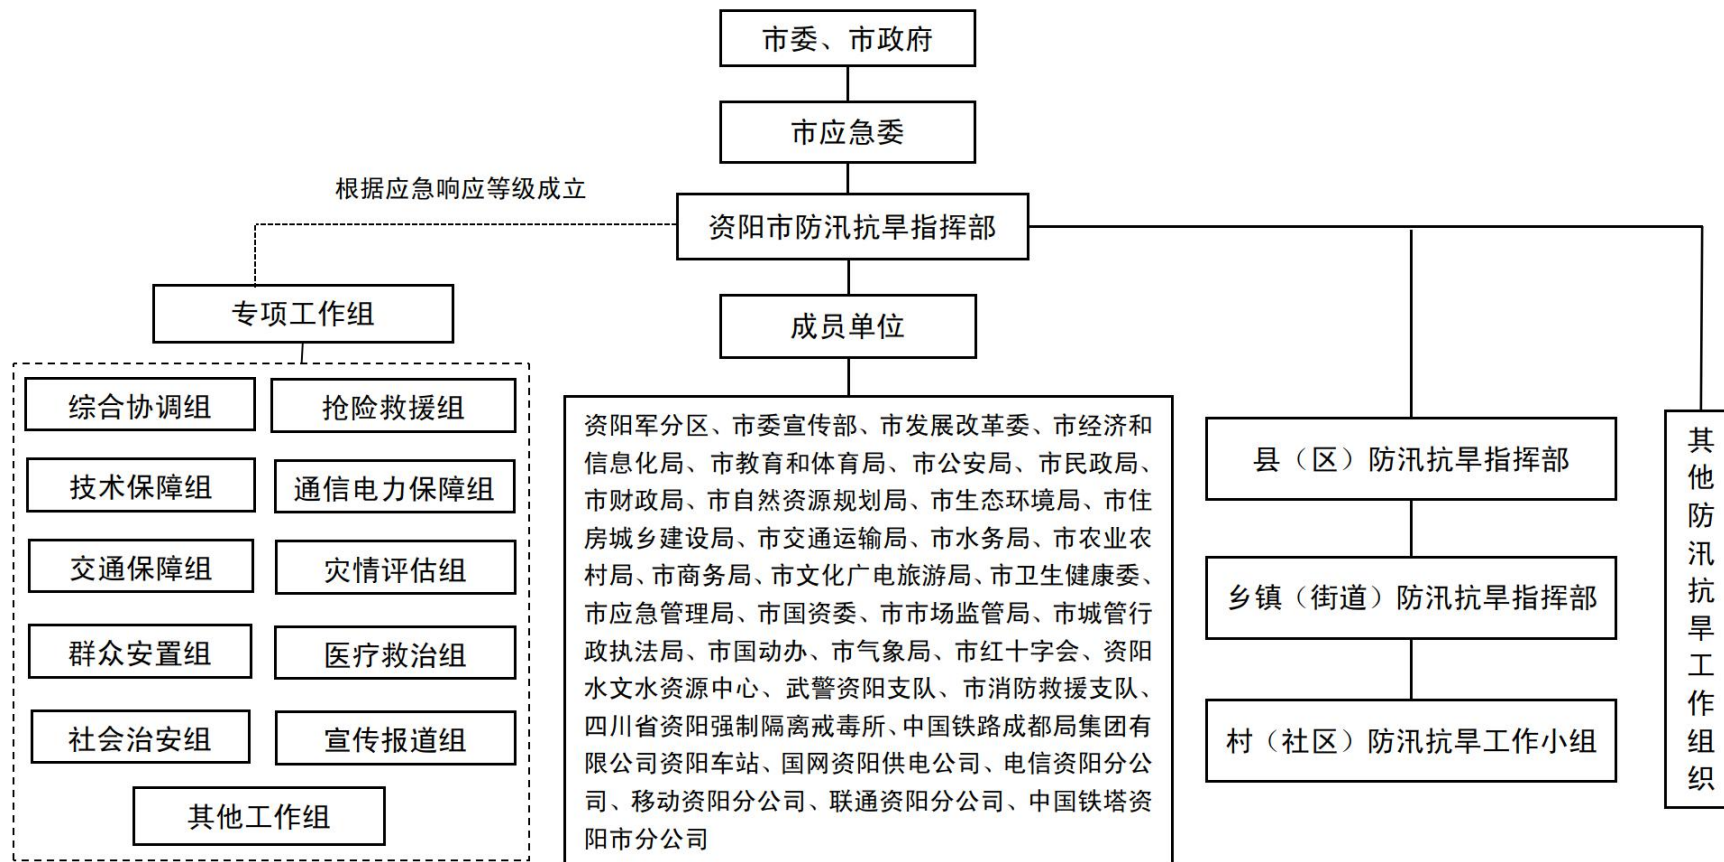 市委、市政府
市应急委
根据应急响应等级成立
资阳市防汛抗旱指挥部
专项工作组
成员单位
综合协调组
抢险救援组
技术保障组
通信电力保障组
交通保障组
灾情评估组
群众安置组
医疗救治组
社会治安组
宣传报道组
其他工作组
资阳军分区、市委宣传部、市发展改革委、市经济和
信息化局、市教育和体育局、市公安局、市民政局、
市财政局、市自然资源规划局、市生态环境局、市住
房城乡建设局、市交通运输局、市水务局、市农业农
村局、市商务局、市文化广电旅游局、市卫生健康委、
市应急管理局、市国资委、市市场监管局、市城管行
政执法局、市国动办、市气象局、市红十字会、资阳
水文水资源中心、武警资阳支队、市消防救援支队、
四川省资阳强制隔离戒毒所、中国铁路成都局集团有
限公司资阳车站、国网资阳供电公司、电信资阳分公
司、移动资阳分公司、联通资阳分公司、中国铁塔资
阳市分公司
县（区）防汛抗旱指挥部
乡镇（街道）防汛抗旱指挥部
村（社区）防汛抗旱工作小组
其他防汛抗旱工作组织